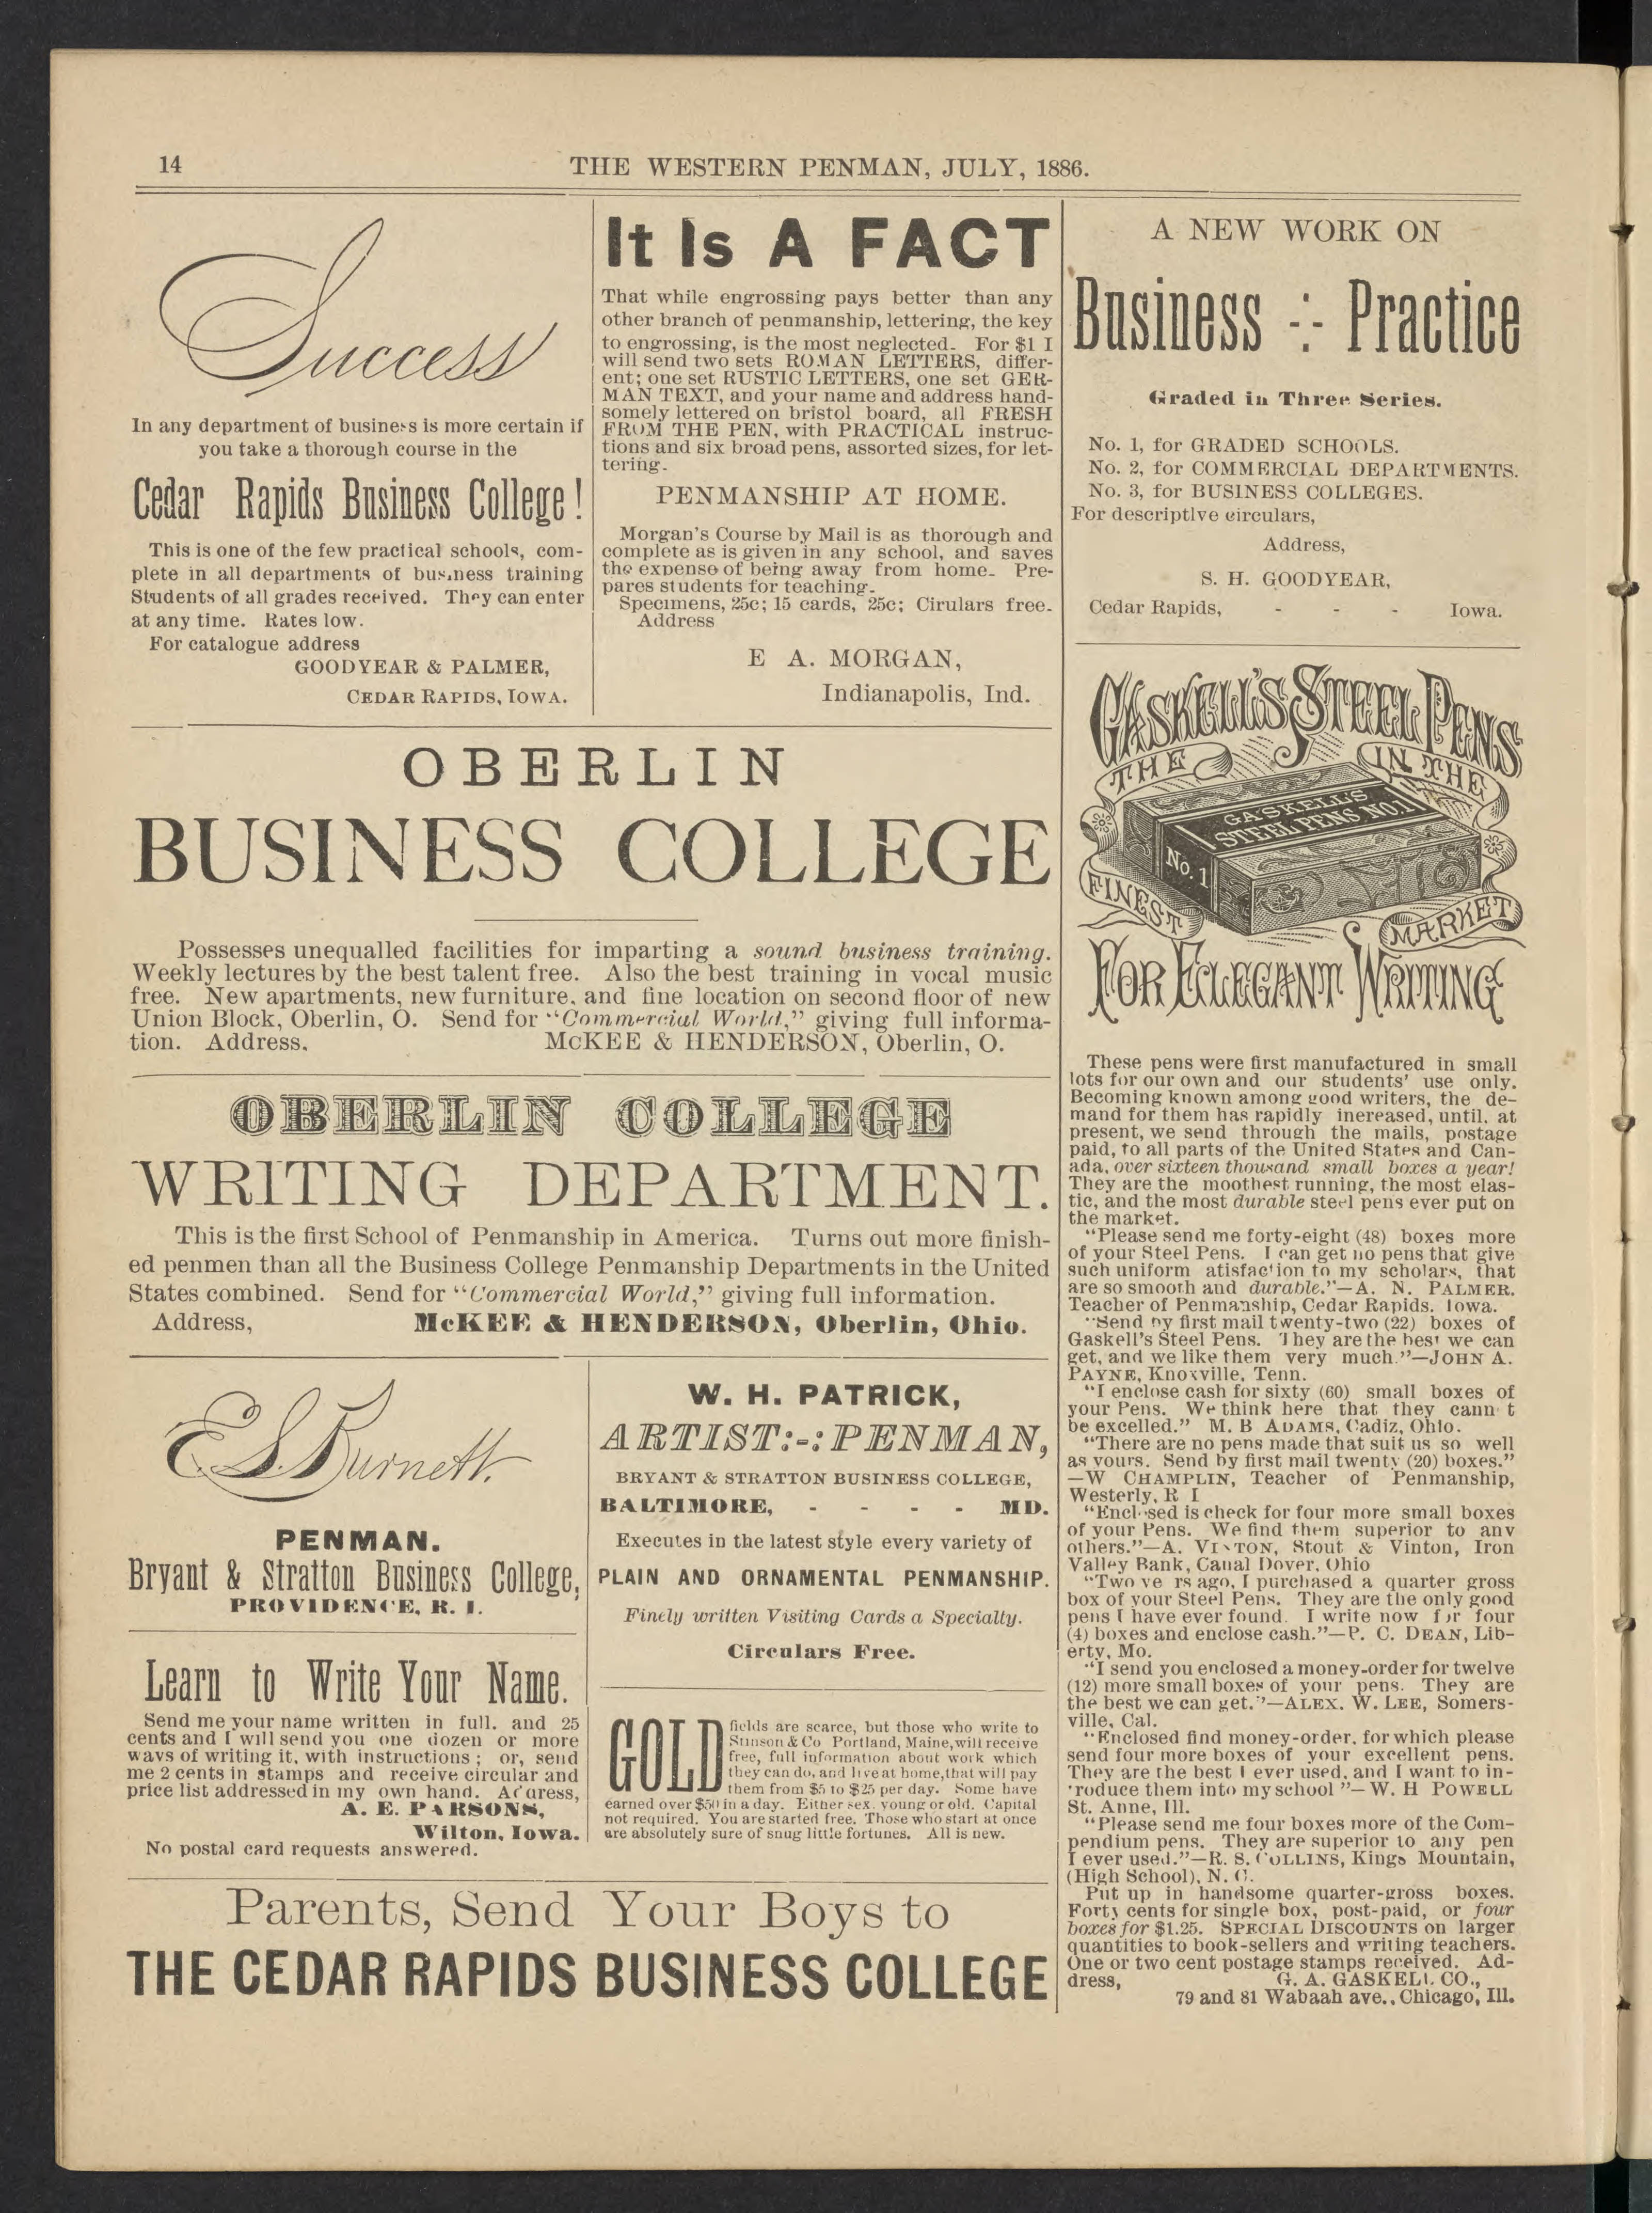 14
THE WESTERN PENMAN, JULY, 1886.
Success
In any department of business is more certain if
you take a thorough course in the
Cedar Rapids Business College!
This is one of the few practical schools, com-
plete in all departments of business training
Students of all grades received. They can enter
at any time. Rates low.
For catalogue address
GOODYEAR & PALMER,
CEDAR RAPIDS, IOWA.
It Is A FACT
That while engrossing pays better than any
other branch of penmanship, lettering, the key
to engrossing, is the most neglected. For $1 I
will send two sets ROMAN LETTERS, differ-
ent; one set RUSTIC LETTERS, one set GER-
MAN TEXT, and your name and address hand-
somely lettered on bristol board, all FRESH
FROM THE PEN, with PRACTICAL instruc-
tions and six broad pens, assorted sizes, for let-
tering.
PENMANSHIP AT HOME.
Morgan's Course by Mail is as thorough and
complete as is given in any school, and saves
the expense of being away from home. Pre-
pares students for teaching.
Specimens, 25c; 15 cards, 25c; Cirulars free.
Address
E A. MORGAN,
Indianapolis, Ind.
OBERLIN
BUSINESS COLLEGE
Possesses unequalled facilities for imparting a sound business training.
Weekly lectures by the best talent free. Also the best training in vocal music
free. New apartments, new furniture, and fine location on second floor of new
Union Block, Oberlin, O. Send for "Commercial World," giving full informa-
tion. Address. McKEE & HENDERSON, Oberlin, O.
OBERLIN COLLEGE
WRITING DEPARTMENT.
This is the first School of Penmanship in America. Turns out more finish-
ed penmen than all the Business College Penmanship Departments in the United
States combined. Send for "Commercial World," giving full information.
Address, McKEE & HENDERSON, Oberlin, Ohio.
E. S. Burnett.
PENMAN.
Bryant & Stratton Business College,
PROVIDENCE, R. I.
Learn to Write Your Name.
Send me your name written in full, and 25
cents and I will send you one dozen or more
ways of writing it, with instructions; or, send
me 2 cents in stamps and receive circular and
price list addressed in my own hand. Address,
A. E. PARSONS,
Wilton, Iowa.
No postal card requests answered.
W. H. PATRICK,
ARTIST:-:PENMAN,
BRYANT & STRATTON BUSINESS COLLEGE,
BALTIMORE, - - - - MD.
Executes in the latest style every variety of
PLAIN AND ORNAMENTAL PENMANSHIP.
Finely written Visiting Cards a Specialty.
Circulars Free.
GOLD fields are scarce, but those who write to
Stinson & Co Portland, Maine, will receive
free, full information about work which
they can do, and live at home, that will pay
them from $5 to $25 per day. Some have
earned over $50 in a day. Either sex, young or old. Capital
not required. You are started free. Those who start at once
are absolutely sure of snug little fortunes. All is new.
Parents, Send Your Boys to
THE CEDAR RAPIDS BUSINESS COLLEGE
A NEW WORK ON
Business -:- Practice
Graded in Three Series.
No. 1, for GRADED SCHOOLS.
No. 2, for COMMERCIAL DEPARTMENTS.
No. 3, for BUSINESS COLLEGES.
For descriptive circulars,
Address,
S. H. GOODYEAR,
Cedar Rapids, - - - Iowa.
GASKELL'S STEEL PENS
THE FINEST IN THE MARKET
GASKELL'S
STEEL PENS NO. 1
No. 1
FOR ELEGANT WRITING
These pens were first manufactured in small
lots for our own and our students' use only.
Becoming known among good writers, the de-
mand for them has rapidly inereased, until, at
present, we send through the mails, postage
paid, to all parts of the United States and Can-
ada, over sixteen thousand small boxes a year!
They are the moothest running, the most elas-
tic, and the most durable steel pens ever put on
the market.
"Please send me forty-eight (48) boxes more
of your Steel Pens. I can get no pens that give
such uniform atisfaction to my scholars, that
are so smooth and durable."—A. N. PALMER.
Teacher of Penmanship, Cedar Rapids. Iowa.
"Send by first mail twenty-two (22) boxes of
Gaskell's Steel Pens. They are the best we can
get, and we like them very much."—JOHN A.
PAYNE, Knoxville, Tenn.
"I enclose cash for sixty (60) small boxes of
your Pens. We think here that they cann t
be excelled." M. B ADAMS, Cadiz, Ohio.
"There are no pens made that suit us so well
as yours. Send by first mail twenty (20) boxes."
—W CHAMPLIN, Teacher of Penmanship,
Westerly, R I
"Enclosed is check for four more small boxes
of your Pens. We find them superior to any
others."—A. VINTON, Stout & Vinton, Iron
Valley Bank, Canal Dover, Ohio
"Two ye rs ago, I purchased a quarter gross
box of your Steel Pens. They are the only good
pens I have ever found. I write now for four
(4) boxes and enclose cash."—P. C. DEAN, Lib-
erty, Mo.
"I send you enclosed a money-order for twelve
(12) more small boxes of your pens. They are
the best we can get."—ALEX. W. LEE, Somers-
ville, Cal.
"Enclosed find money-order, for which please
send four more boxes of your excellent pens.
They are the best I ever used, and I want to in-
troduce them into my school"—W. H POWELL
St. Anne, Ill.
"Please send me four boxes more of the Com-
pendium pens. They are superior to any pen
I ever used."—R. S. COLLINS, Kings Mountain,
(High School), N. C.
Put up in handsome quarter-gross boxes.
Forty cents for single box, post-paid, or four
boxes for $1.25. SPECIAL DISCOUNTS on larger
quantities to book-sellers and writing teachers.
One or two cent postage stamps received. Ad-
dress, G. A. GASKELL CO.,
79 and 81 Wabaah ave., Chicago, Ill.